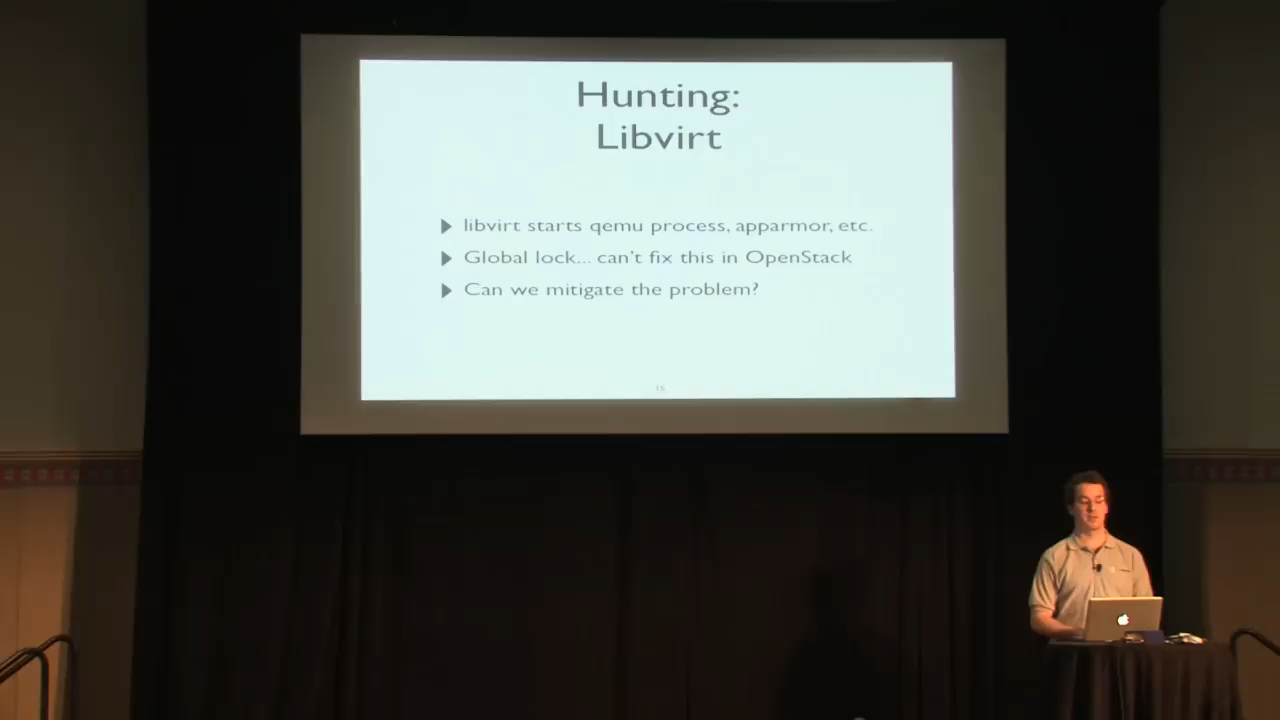 Hunting:
Libvirt
libvirt starts qemu process, apparmor, etc.
Global lock... can't fix this in OpenStack
Can we mitigate the problem?
15